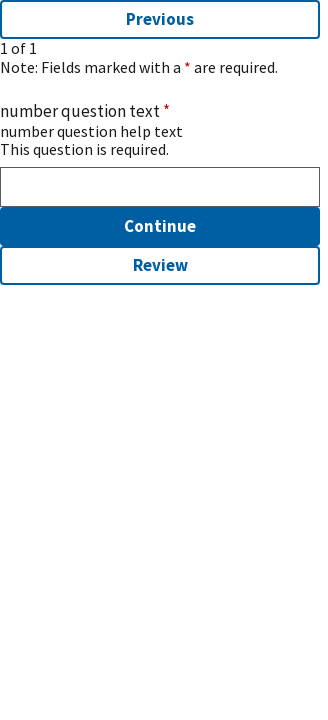 Previous
1 of 1
Note: Fields marked with a * are required.
number question text *
number question help text
This question is required.
Continue
Review